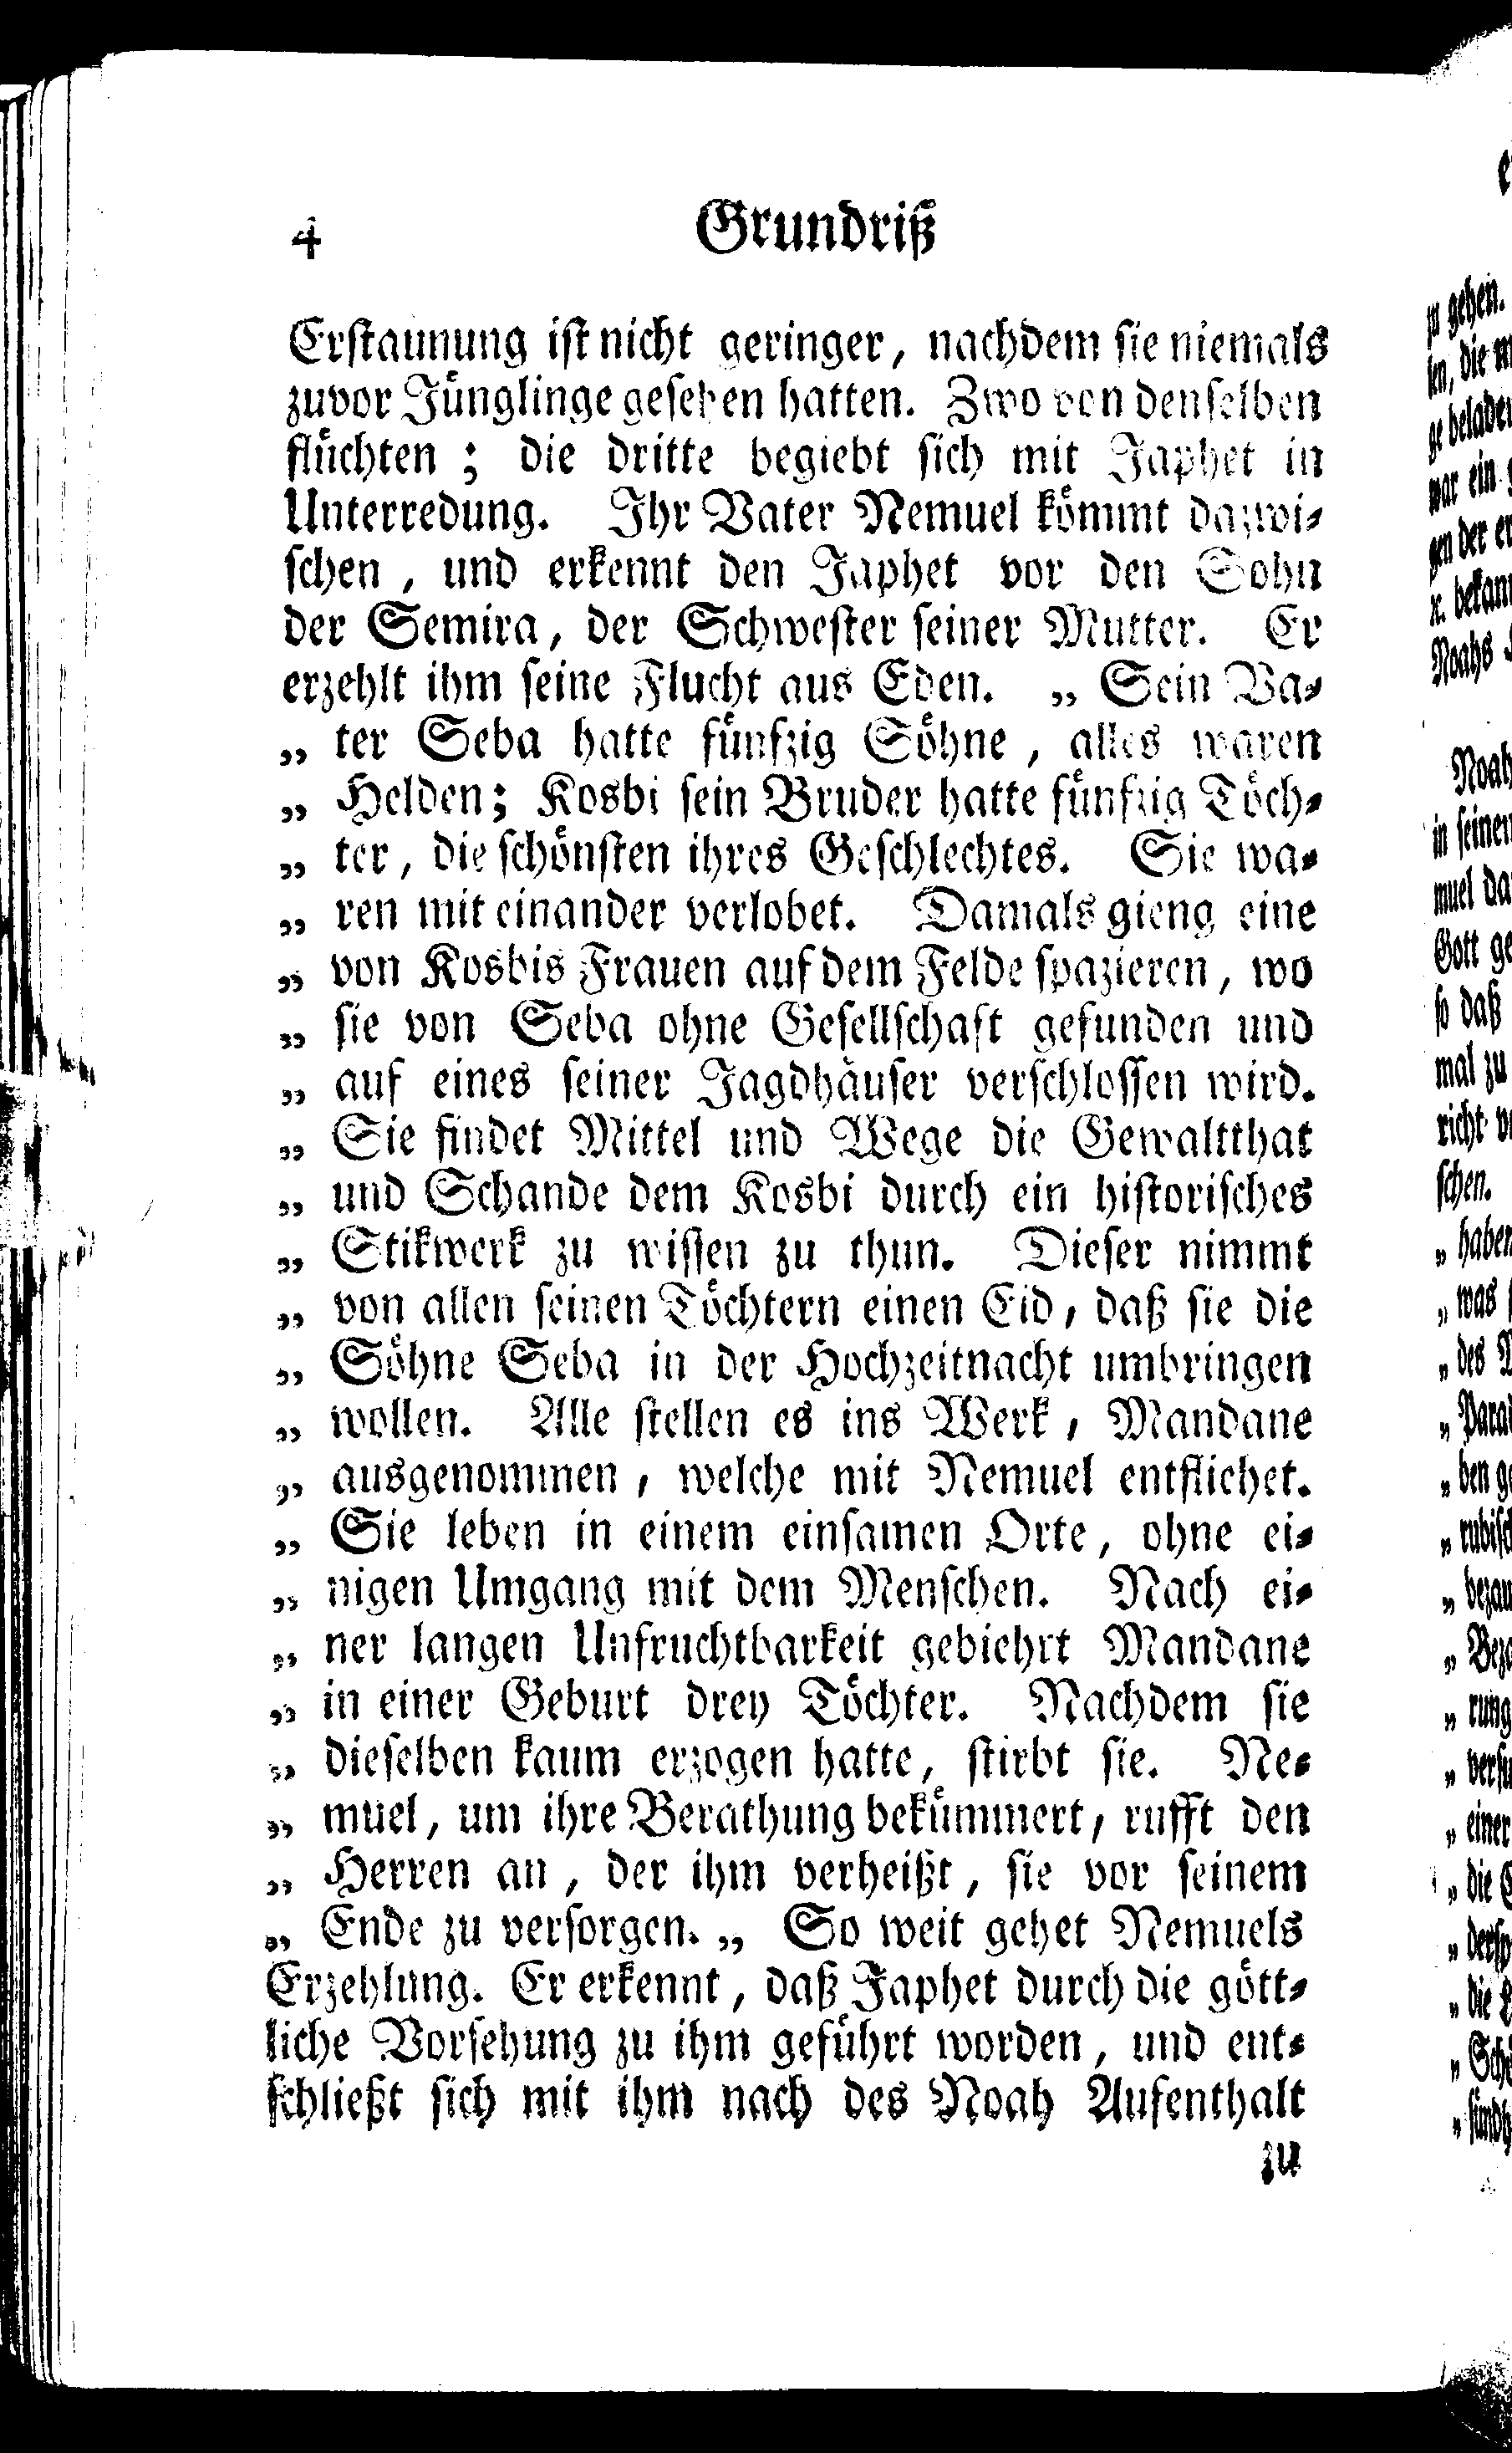 4 Grundriß
Erſtaunung iſt nicht geringer, nachdem ſie niemals
zuvor Jünglinge geſehen hatten. Zwo von denſelben
flüchten ; die dritte begiebt ſich mit Japhet in
Unterredung. Ihr Vater Nemuel kömmt dazwi⸗
ſchen , und erkennt den Japhet vor den Sohn
der Semira, der Schweſter ſeiner Mutter. Er
erzehlt ihm ſeine Flucht aus Eden. „ Sein Va⸗
„ ter Seba hatte fünfzig Söhne , alles waren
„ Helden; Kosbi ſein Bruder hatte fünfzig Töch⸗
„ ter, die ſchönſten ihres Geſchlechtes. Sie wa⸗
„ ren mit einander verlobet. Damals gieng eine
„ von Kosbis Frauen auf dem Felde ſpazieren, wo
„ ſie von Seba ohne Geſellſchaft gefunden und
„ auf eines ſeiner Jagdhäuſer verſchloſſen wird.
„ Sie findet Mittel und Wege die Gewaltthat
„ und Schande dem Kosbi durch ein hiſtoriſches
„ Stikwerk zu wiſſen zu thun. Dieſer nimmt
„ von allen ſeinen Töchtern einen Eid, daß ſie die
„ Söhne Seba in der Hochzeitnacht umbringen
„ wollen. Alle ſtellen es ins Werk, Mandane
„ ausgenommen, welche mit Nemuel entfliehet.
„ Sie leben in einem einſamen Orte, ohne ei⸗
„ nigen Umgang mit dem Menſchen. Nach ei⸗
„ ner langen Unfruchtbarkeit gebiehrt Mandane
„ in einer Geburt drey Töchter. Nachdem ſie
„ dieſelben kaum erzogen hatte, ſtirbt ſie. Ne⸗
„ muel, um ihre Berathung bekümmert, rufft den
„ Herren an , der ihm verheißt, ſie vor ſeinem
„ Ende zu verſorgen. „ So weit gehet Nemuels
Erzehlung. Er erkennt, daß Japhet durch die gött⸗
liche Vorſehung zu ihm geführt worden, und ent⸗
ſchließt ſich mit ihm nach des Noah Aufenthalt
zu